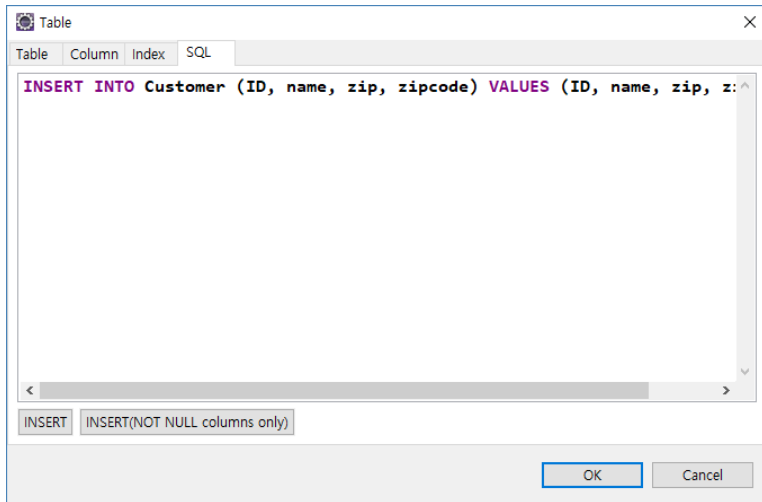 Table
Table Column Index SQL
INSERT INTO Customer (ID, name, zip, zipcode) VALUES (ID, name, zip,
INSERT INSERT(NOT NULL columns only)
OK Cancel